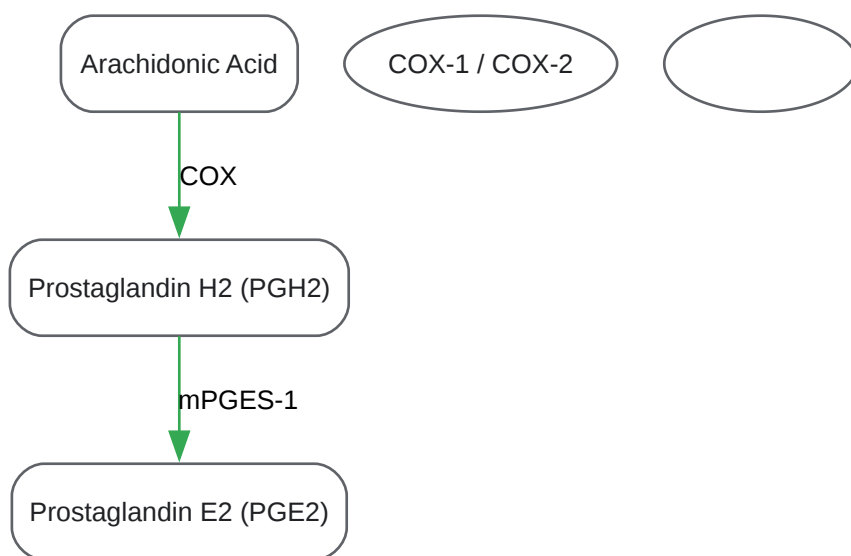 Arachidonic Acid
COX-1 / COX-2
COX
Prostaglandin H2 (PGH2)
mPGES-1
Prostaglandin E2 (PGE2)